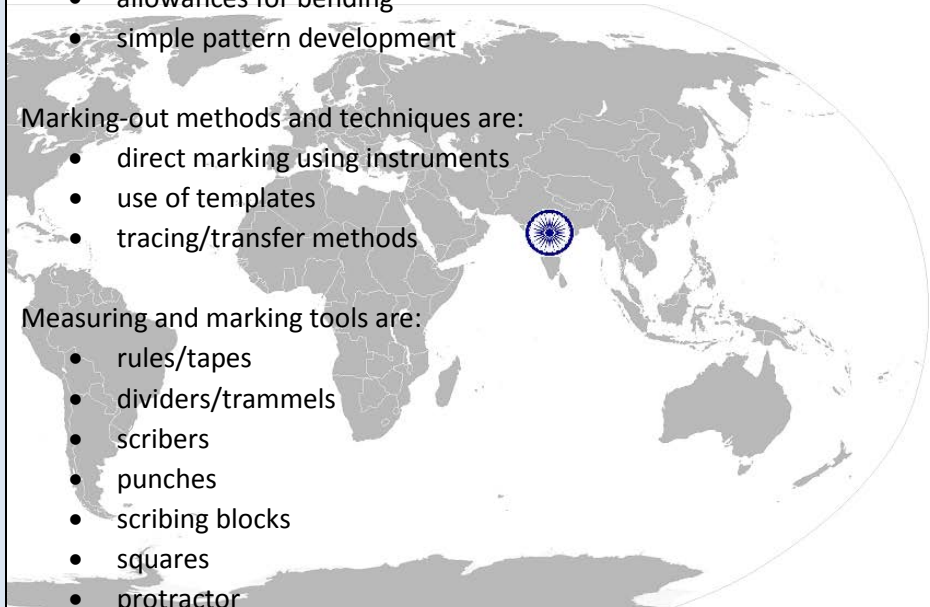 • allowances for bending
• simple pattern development
Marking-out methods and techniques are:
• direct marking using instruments
• use of templates
• tracing/transfer methods
Measuring and marking tools are:
• rules/tapes
• dividers/trammels
• scribers
• punches
• scribing blocks
• squares
• protractor